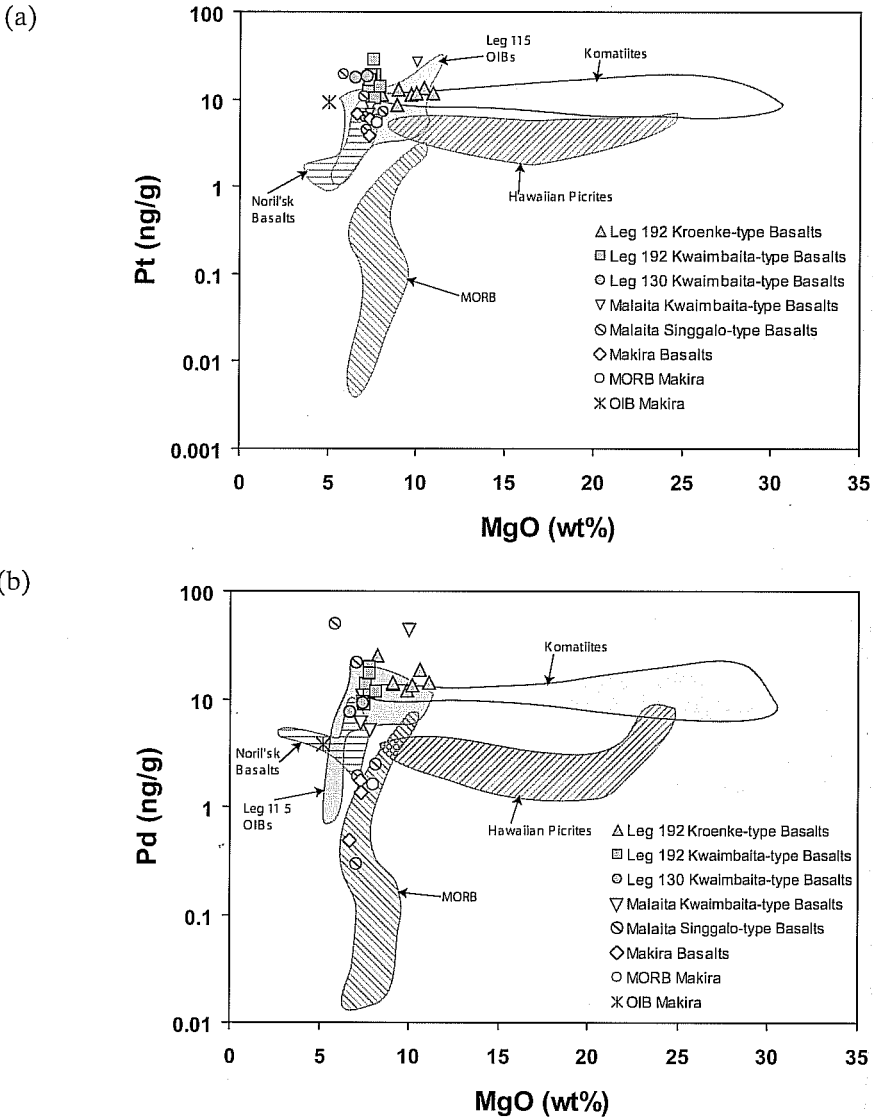 (a)
100
10
1
0.1
0.01
0.001
Pt (ng/g)
Leg 115
OIBs
Komatiites
Noril'sk
Basalts
Hawaiian Picrites
MORB
Leg 192 Kroenke-type Basalts
Leg 192 Kwaimbaita-type Basalts
Leg 130 Kwaimbaita-type Basalts
Malaita Kwaimbaita-type Basalts
Malaita Singgalo-type Basalts
Makira Basalts
MORB Makira
OIB Makira
0 5 10 15 20 25 30 35
MgO (wt%)
(b)
100
10
1
0.1
0.01
Pd (ng/g)
Komatiites
Noril'sk
Basalts
Leg 115
OIBs
Hawaiian Picrites
MORB
Leg 192 Kroenke-type Basalts
Leg 192 Kwaimbaita-type Basalts
Leg 130 Kwaimbaita-type Basalts
Malaita Kwaimbaita-type Basalts
Malaita Singgalo-type Basalts
Makira Basalts
MORB Makira
OIB Makira
0 5 10 15 20 25 30 35
MgO (wt%)